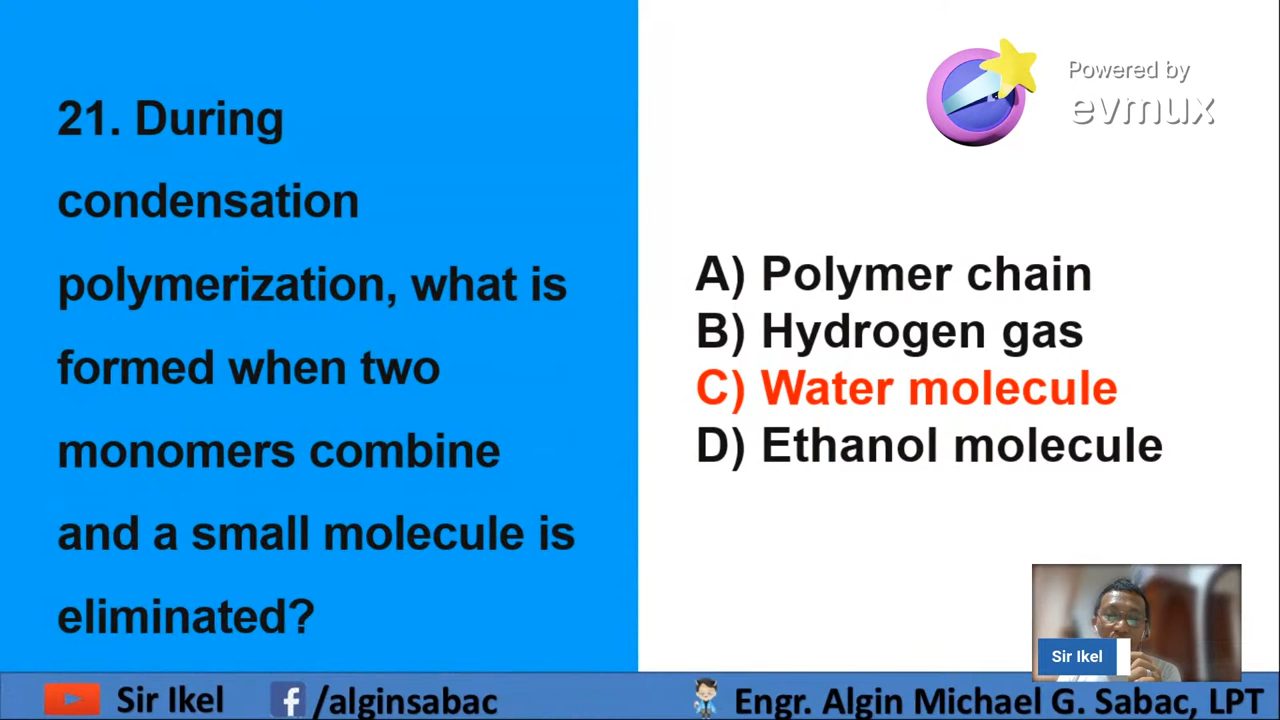 21. During
condensation
polymerization, what is
formed when two
monomers combine
and a small molecule is
eliminated?
Powered by
evmux
A) Polymer chain
B) Hydrogen gas
C) Water molecule
D) Ethanol molecule
Sir Ikel
Sir Ikel
/alginsabac
Engr. Algin Michael G. Sabac, LPT